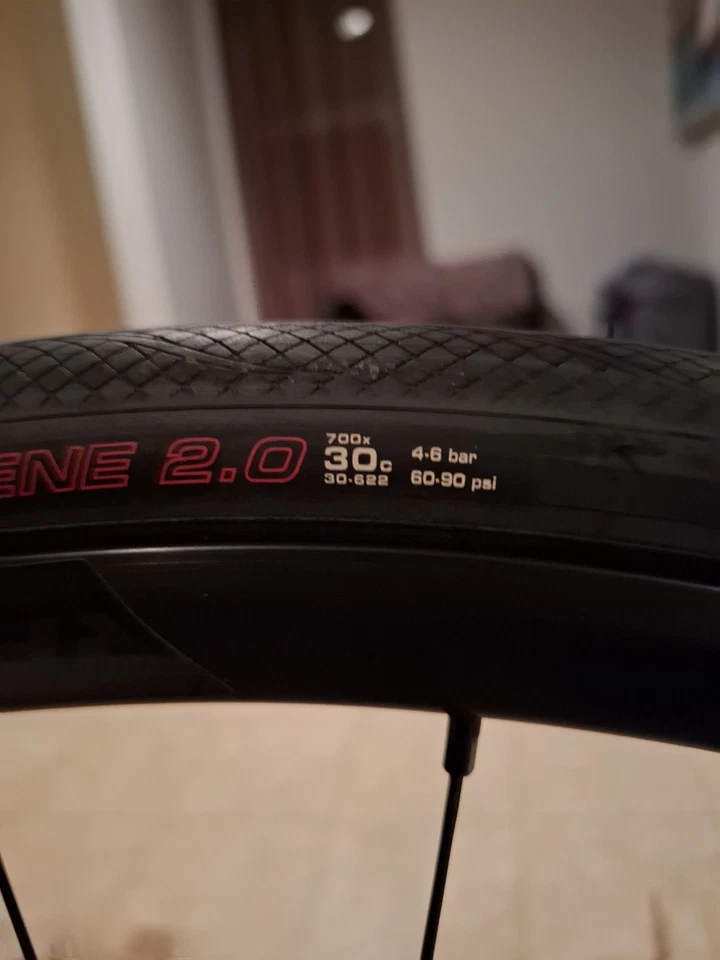 ENE 2.0
700x
30c
30-622
4-6 bar
60-90 psi